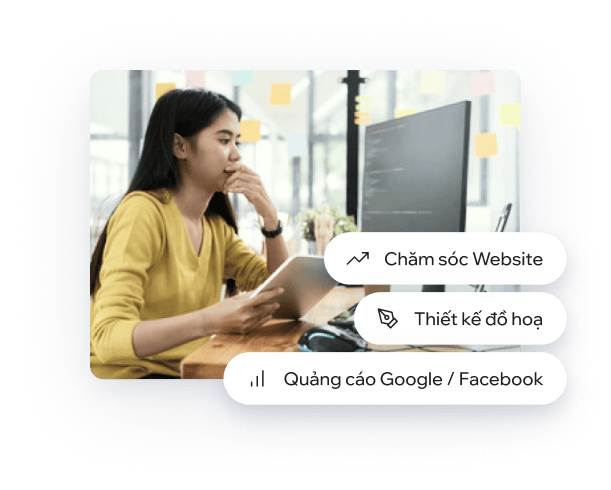 Chăm sóc Website
Thiết kế đồ hoạ
Quảng cáo Google / Facebook